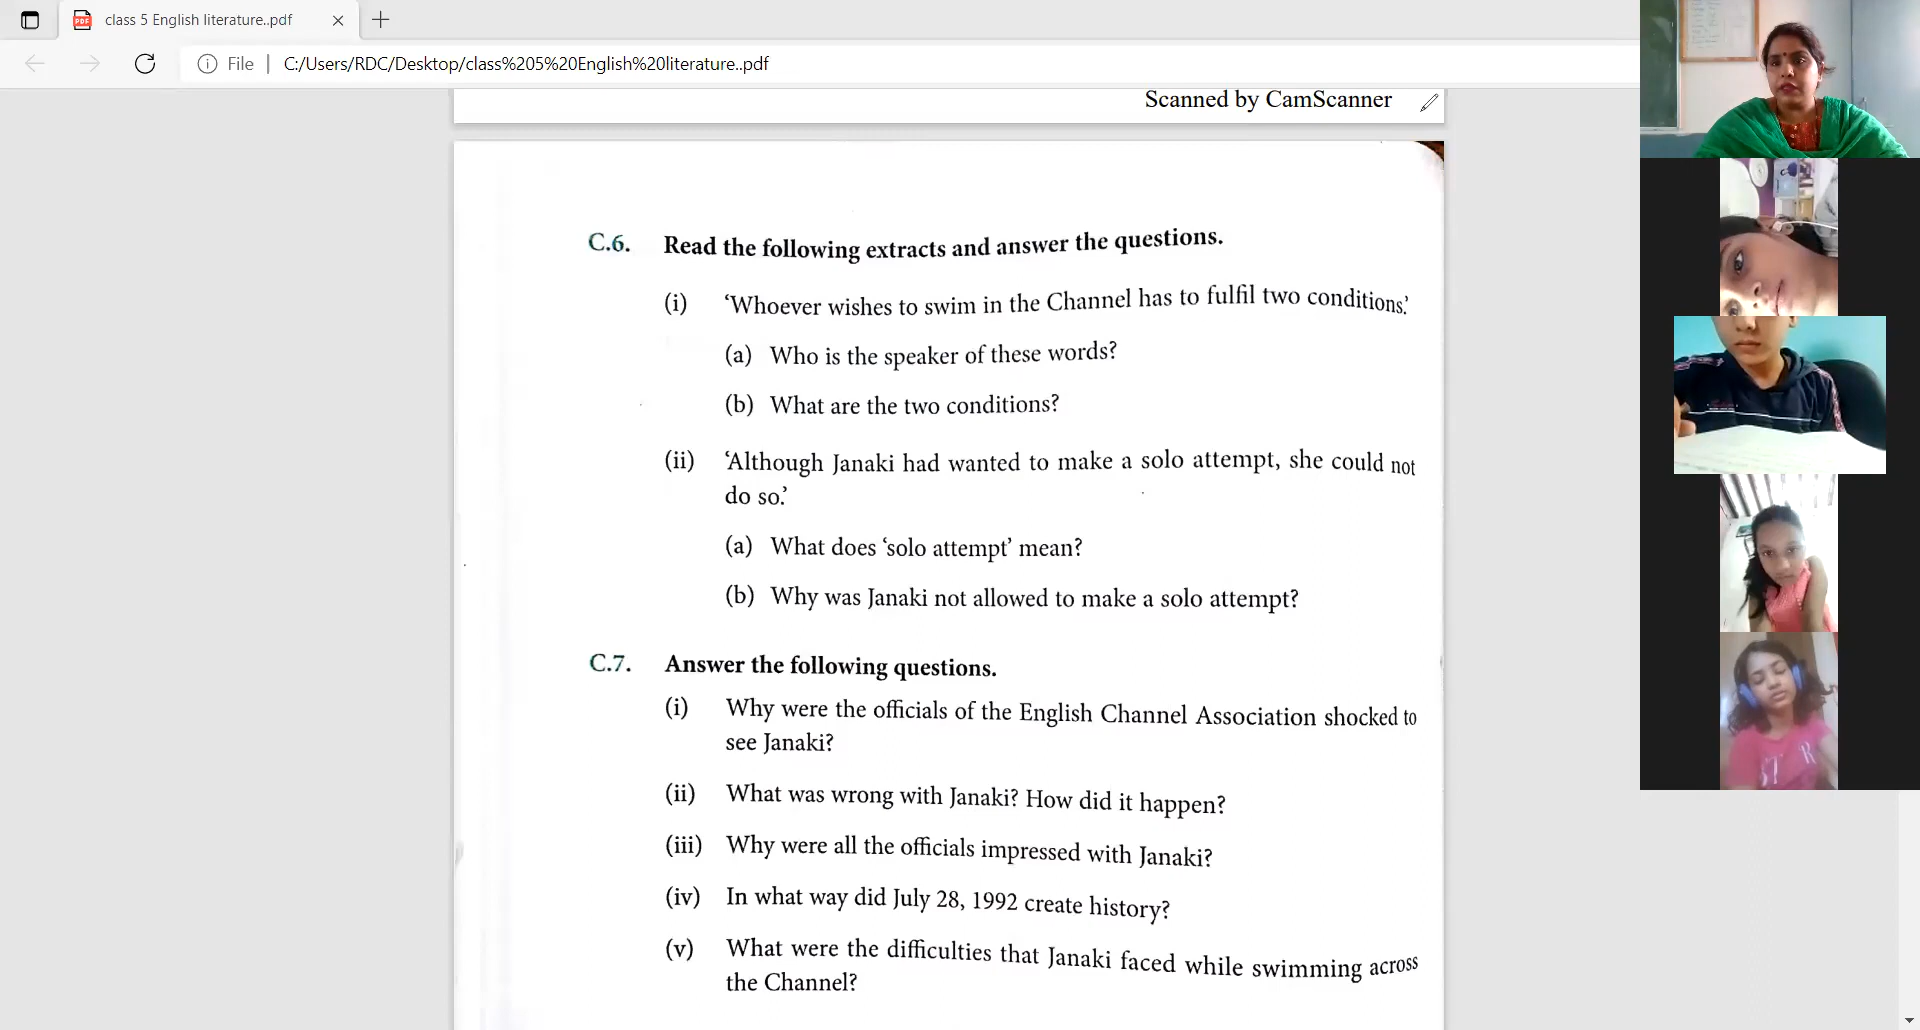 class 5 English literature..pdf
File | C:/Users/RDC/Desktop/class%205%20English%20literature..pdf
Scanned by CamScanner
C.6. Read the following extracts and answer the questions.
(i) ‘Whoever wishes to swim in the Channel has to fulfil two conditions.’
(a) Who is the speaker of these words?
(b) What are the two conditions?
(ii) ‘Although Janaki had wanted to make a solo attempt, she could not
do so.’
(a) What does ‘solo attempt’ mean?
(b) Why was Janaki not allowed to make a solo attempt?
C.7. Answer the following questions.
(i) Why were the officials of the English Channel Association shocked to
see Janaki?
(ii) What was wrong with Janaki? How did it happen?
(iii) Why were all the officials impressed with Janaki?
(iv) In what way did July 28, 1992 create history?
(v) What were the difficulties that Janaki faced while swimming across
the Channel?